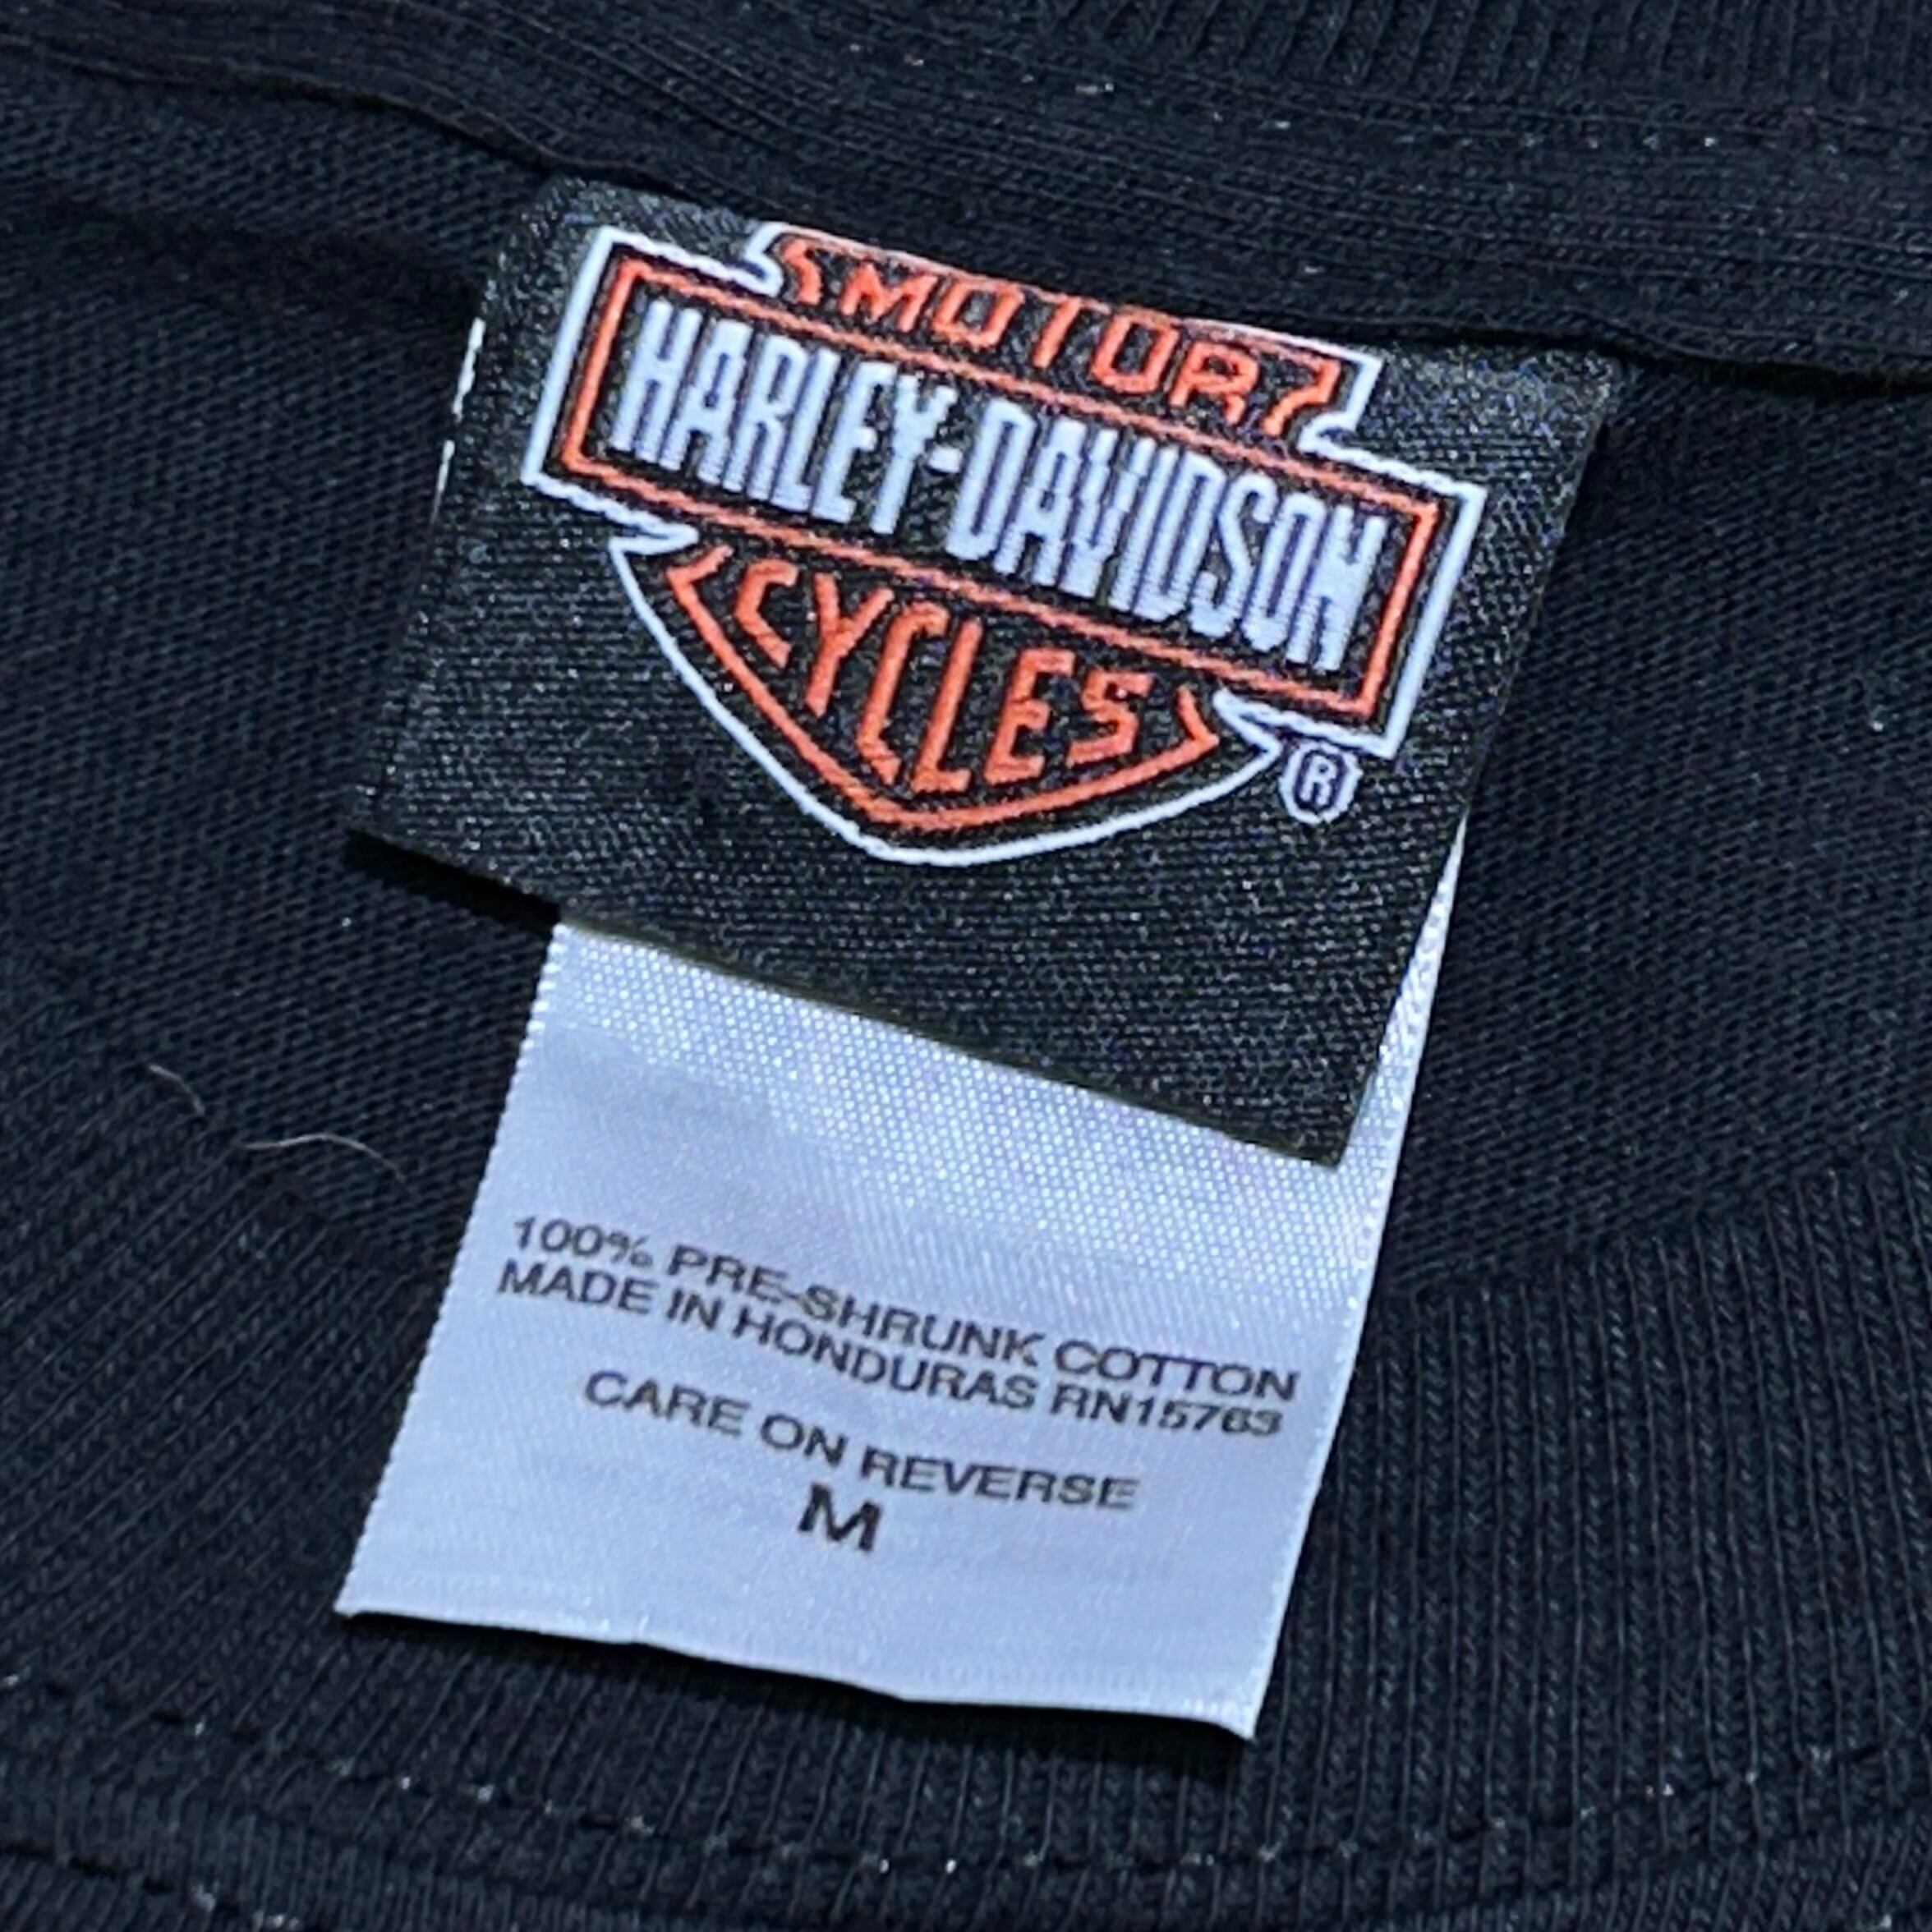 MOTOR
HARLEY-DAVIDSON
CYCLES
®
100% PRE-SHRUNK COTTON
MADE IN HONDURAS RN15763
CARE ON REVERSE
M